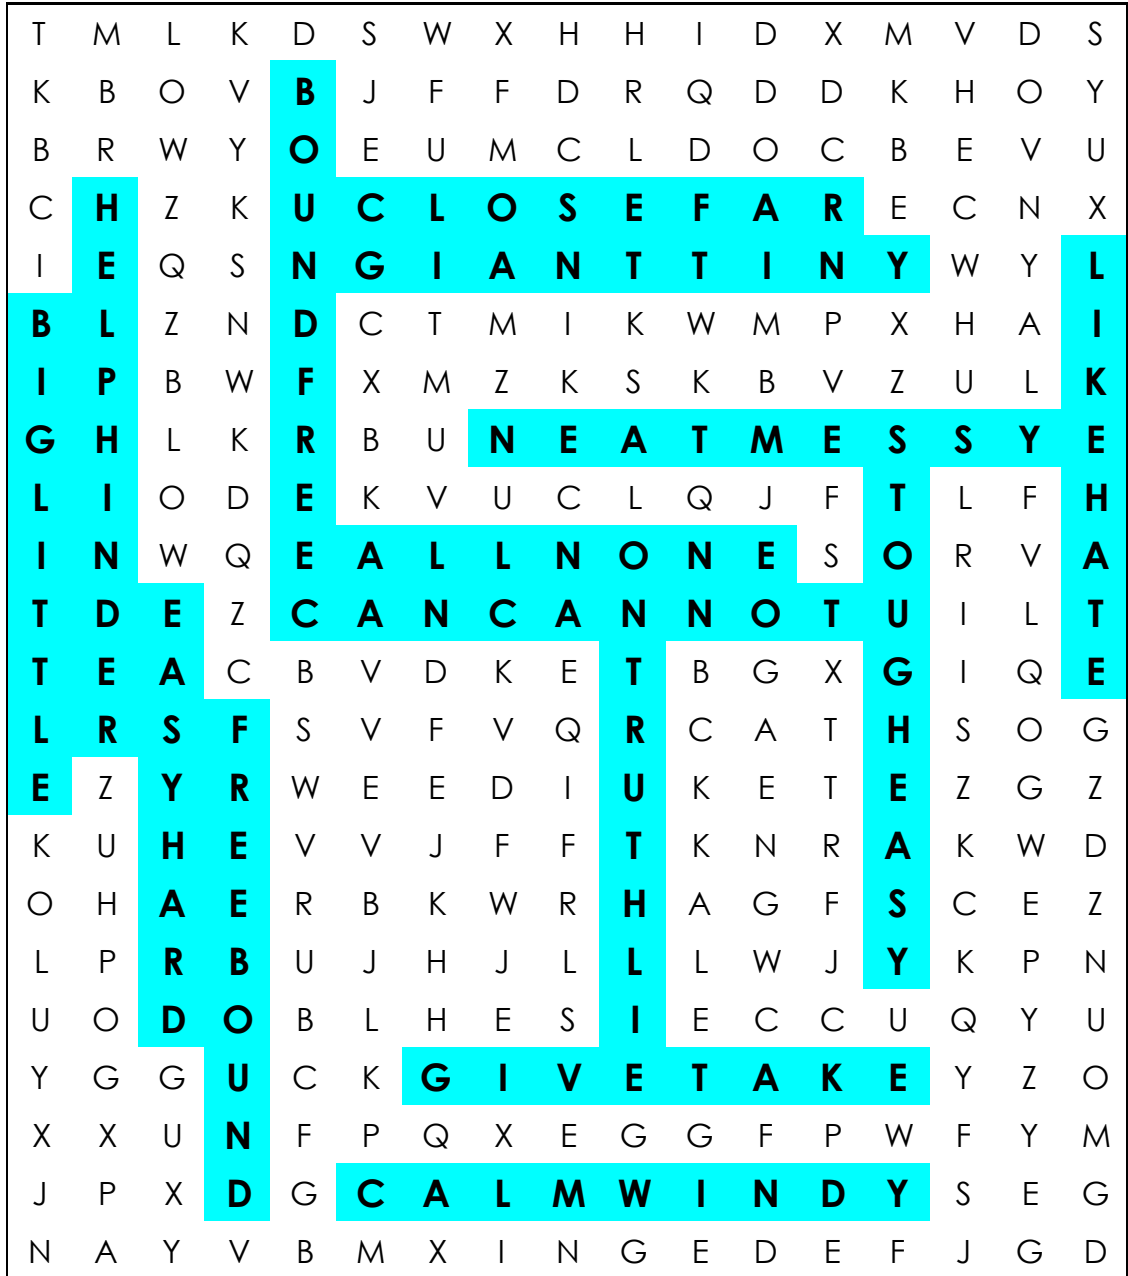 T M L K D S W X H H I D X M V D S
K B O V B J F F D R Q D D K H O Y
B R W Y O E U M C L D O C B E V U
C H Z K U C L O S E F A R E C N X
I E Q S N G I A N T T I N Y W Y L
B L Z N D C T M I K W M P X H A I
I P B W F X M Z K S K B V Z U L K
G H L K R B U N E A T M E S S Y E
L I O D E K V U C L Q J F T L F H
I N W Q E A L L N O N E S O R V A
T D E Z C A N C A N N O T U I L T
T E A C B V D K E T B G X G I Q E
L R S F S V F V Q R C A T H S O G
E Z Y R W E E D I U K E T E Z G Z
K U H E V V J F F T K N R A K W D
O H A E R B K W R H A G F S C E Z
L P R B U J H J L L L W J Y K P N
U O D O B L H E S I E C C U Q Y U
Y G G U C K G I V E T A K E Y Z O
X X U N F P Q X E G G F P W F Y M
J P X D G C A L M W I N D Y S E G
N A Y V B M X I N G E D E F J G D